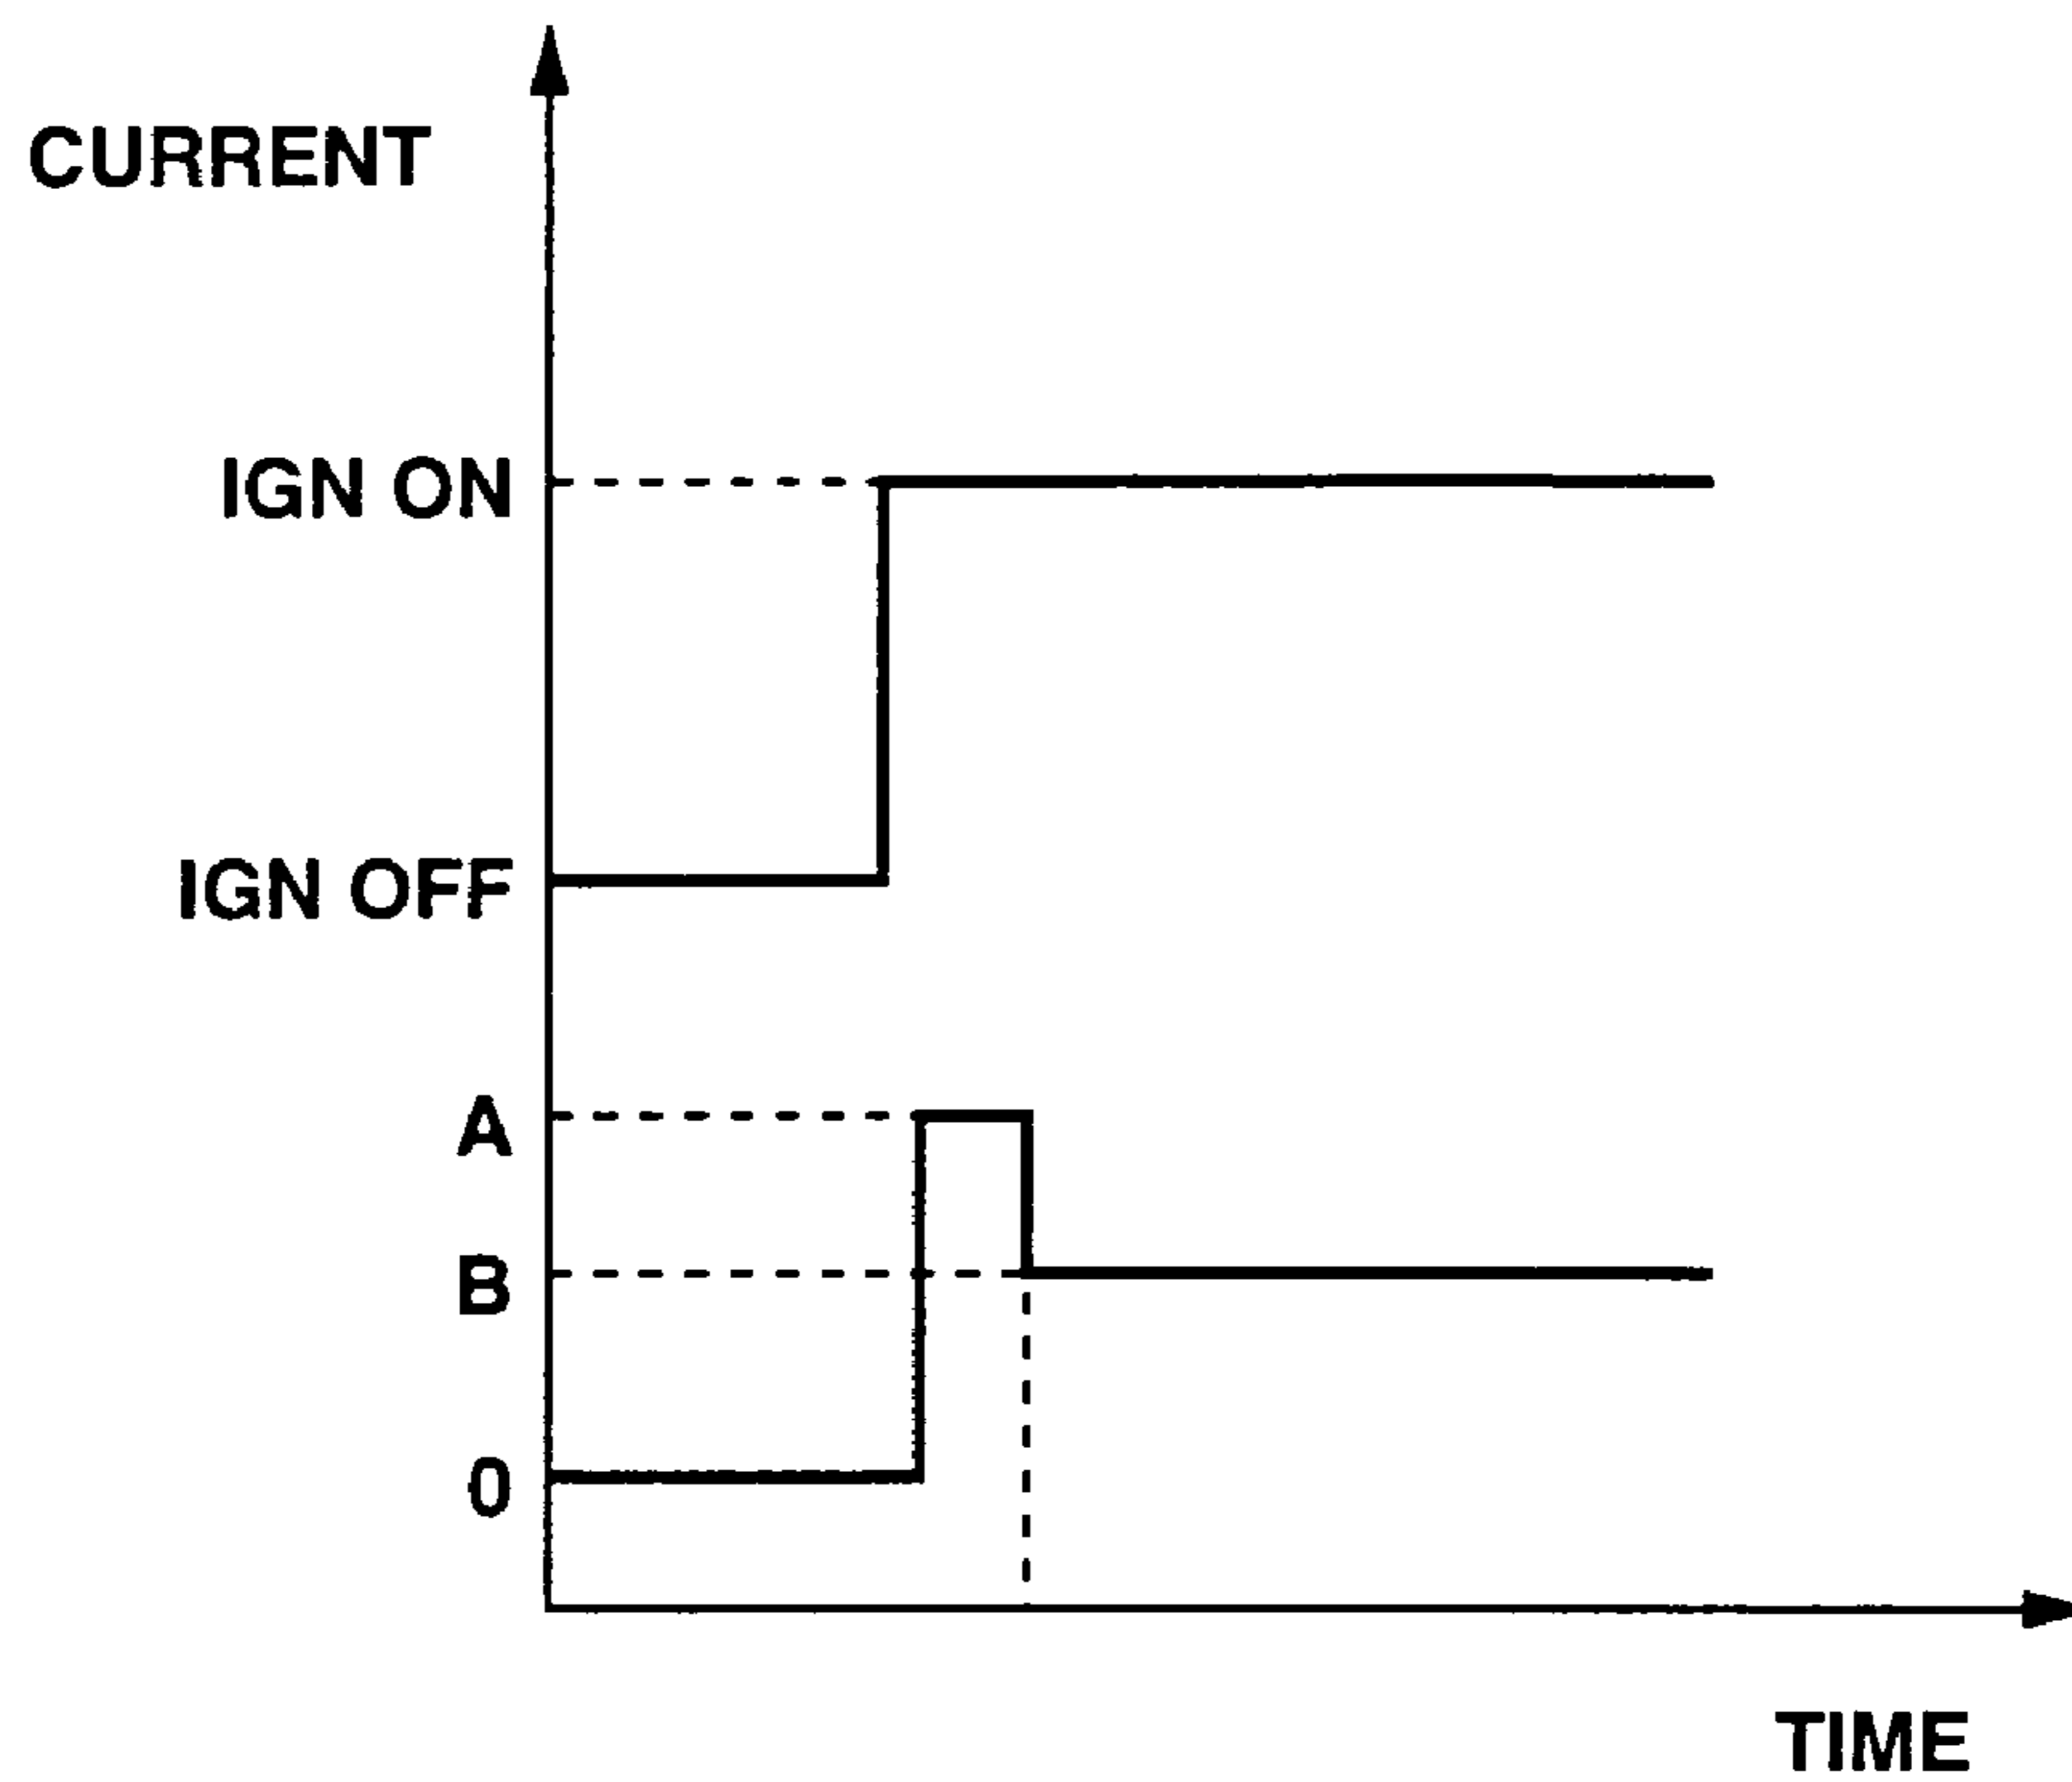 CURRENT
IGN ON
IGN OFF
A
B
0
TIME